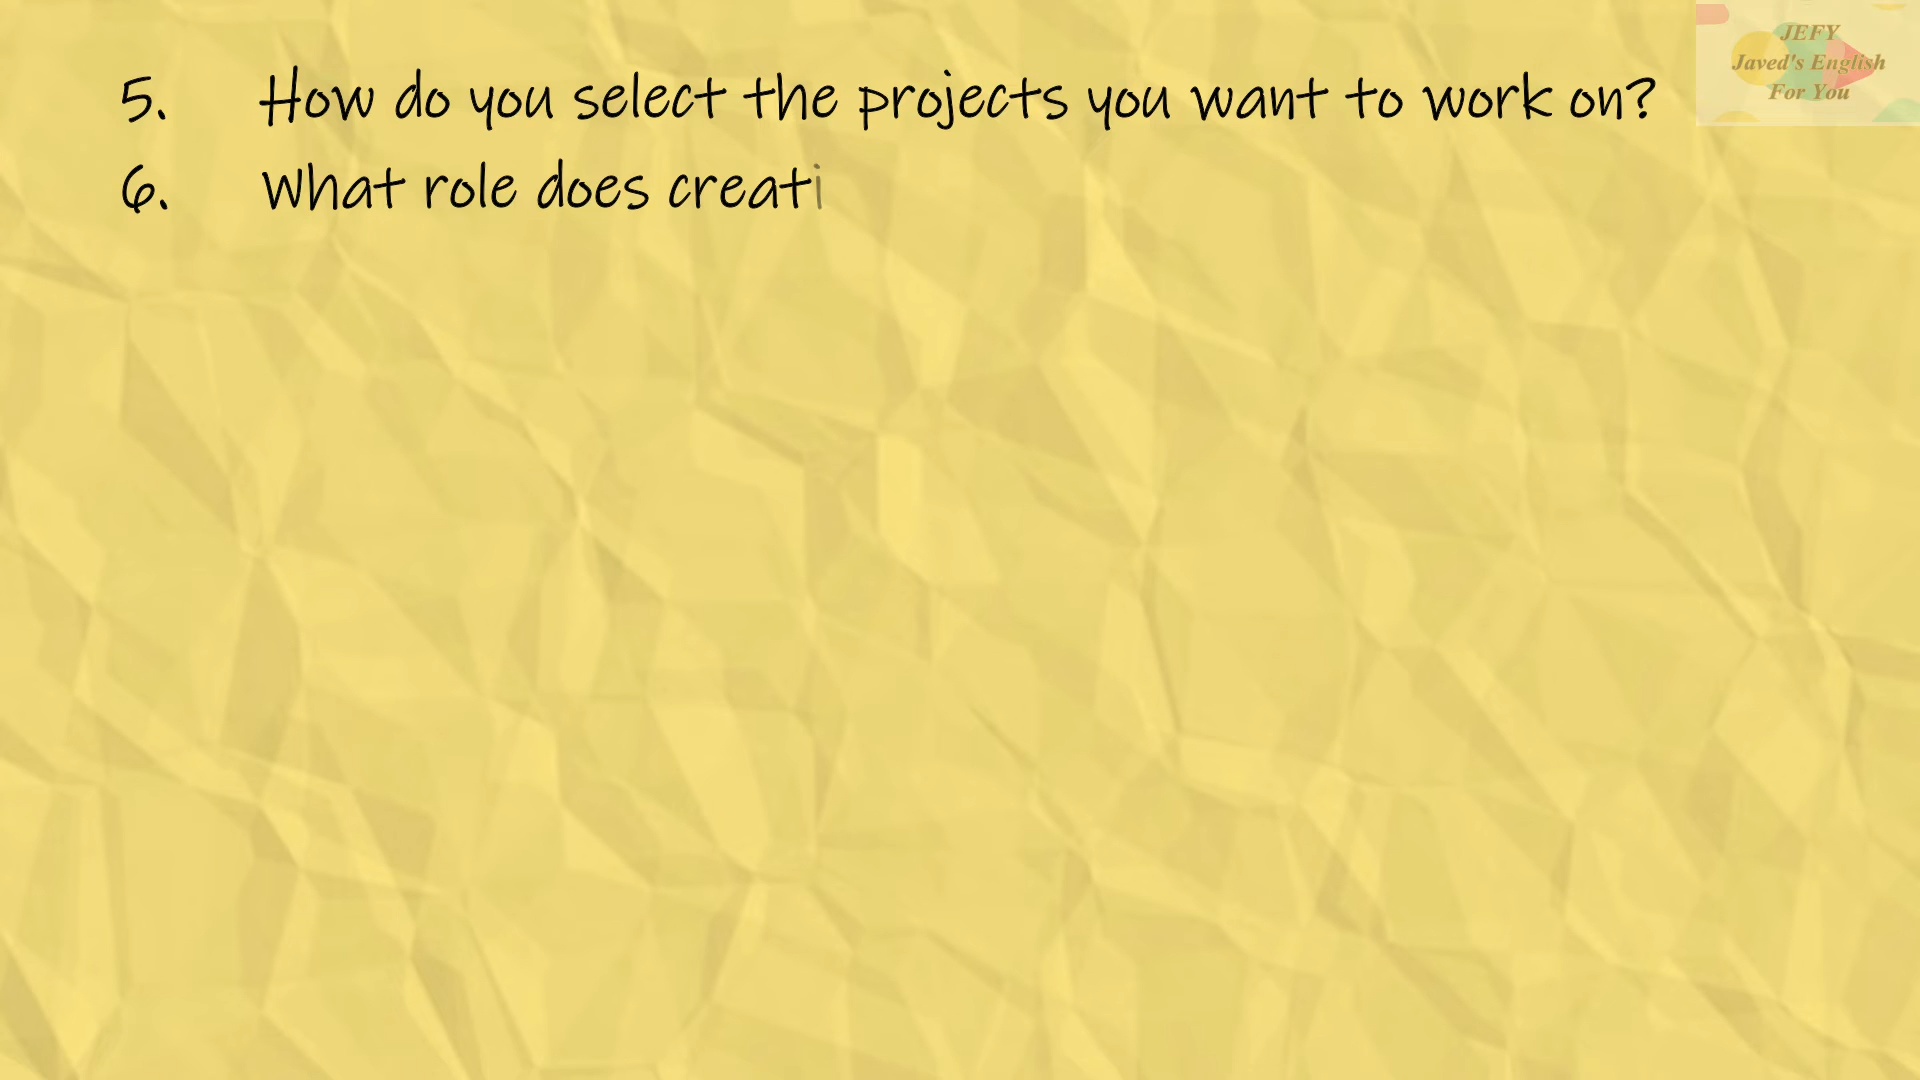 JEFY
Javed's English
For You
5. How do you select the projects you want to work on?
6. What role does creati